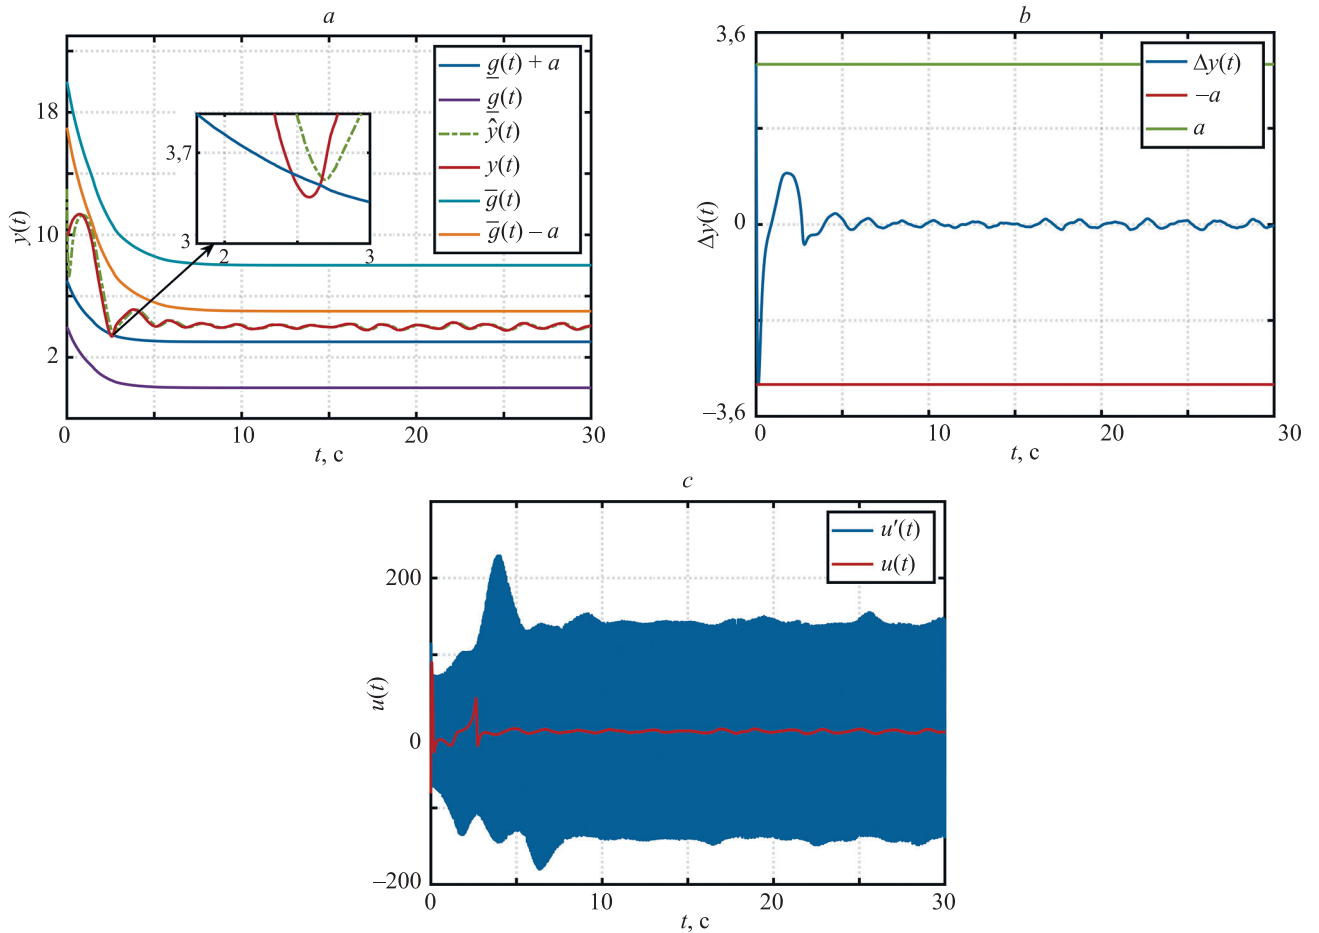 a
18
10
2
y(t)
0
10
20
30
t, с
3,7
3
2
3
g̲(t) + a
g̲(t)
ŷ(t)
y(t)
g̅(t)
g̅(t) – a
b
3,6
0
–3,6
Δy(t)
0
10
20
30
t, с
Δy(t)
–a
a
c
200
0
–200
u(t)
0
10
20
30
t, с
u′(t)
u(t)